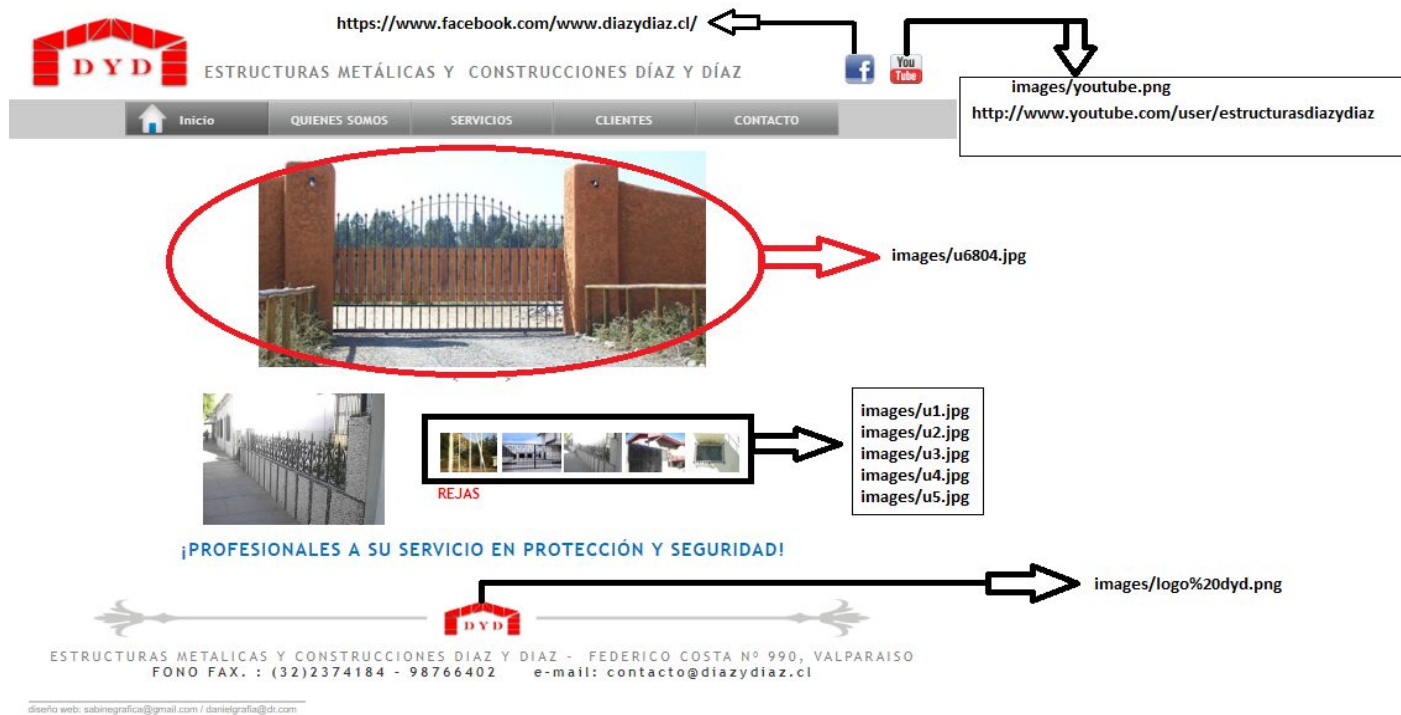 https://www.facebook.com/www.diazydiaz.cl/
DYD
ESTRUCTURAS METÁLICAS Y CONSTRUCCIONES DÍAZ Y DÍAZ
f
You
Tube
images/youtube.png
http://www.youtube.com/user/estructurasdiazydiaz
Inicio
QUIENES SOMOS
SERVICIOS
CLIENTES
CONTACTO
images/u6804.jpg
< >
images/u1.jpg
images/u2.jpg
images/u3.jpg
images/u4.jpg
images/u5.jpg
REJAS
¡PROFESIONALES A SU SERVICIO EN PROTECCIÓN Y SEGURIDAD!
images/logo%20dyd.png
DYD
ESTRUCTURAS METALICAS Y CONSTRUCCIONES DIAZ Y DIAZ - FEDERICO COSTA Nº 990, VALPARAISO
FONO FAX. : (32)2374184 - 98766402 e-mail: contacto@diazydiaz.cl
diseño web: sabinegrafica@gmail.com / danielgrafia@dr.com